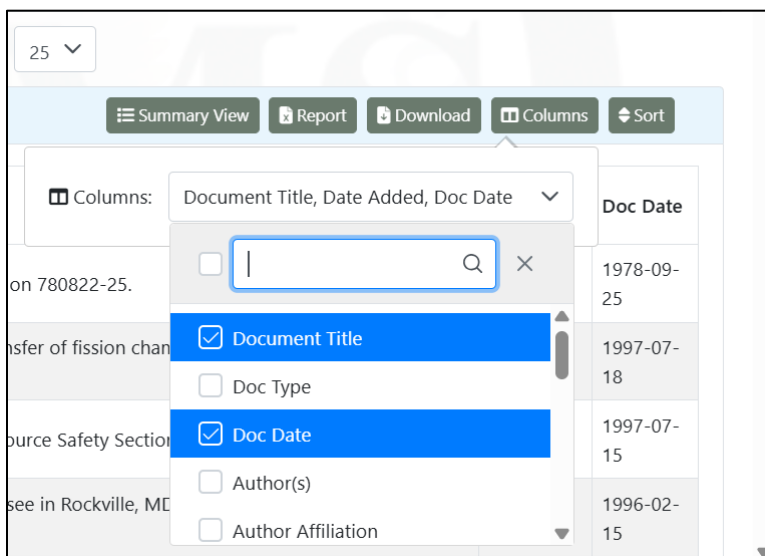 25
Summary View Report Download Columns Sort
Columns: Document Title, Date Added, Doc Date
Doc Date
on 780822-25.
1978-09-
25
Document Title
nsfer of fission chan
1997-07-
18
Doc Type
Doc Date
ource Safety Section
1997-07-
15
Author(s)
see in Rockville, MD
1996-02-
15
Author Affiliation